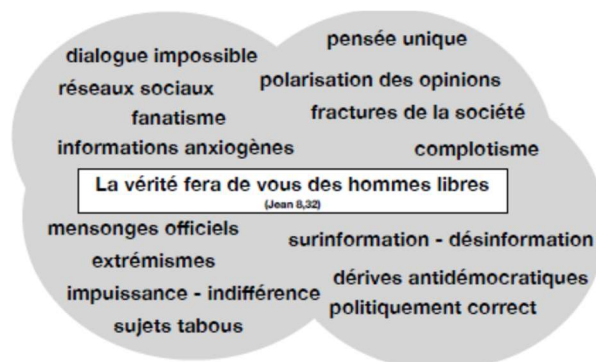 dialogue impossible
pensée unique
réseaux sociaux
polarisation des opinions
fanatisme
fractures de la société
informations anxiogènes
complotisme
La vérité fera de vous des hommes libres
(Jean 8,32)
mensonges officiels
surinformation - désinformation
extrémismes
dérives antidémocratiques
impuissance - indifférence
politiquement correct
sujets tabous